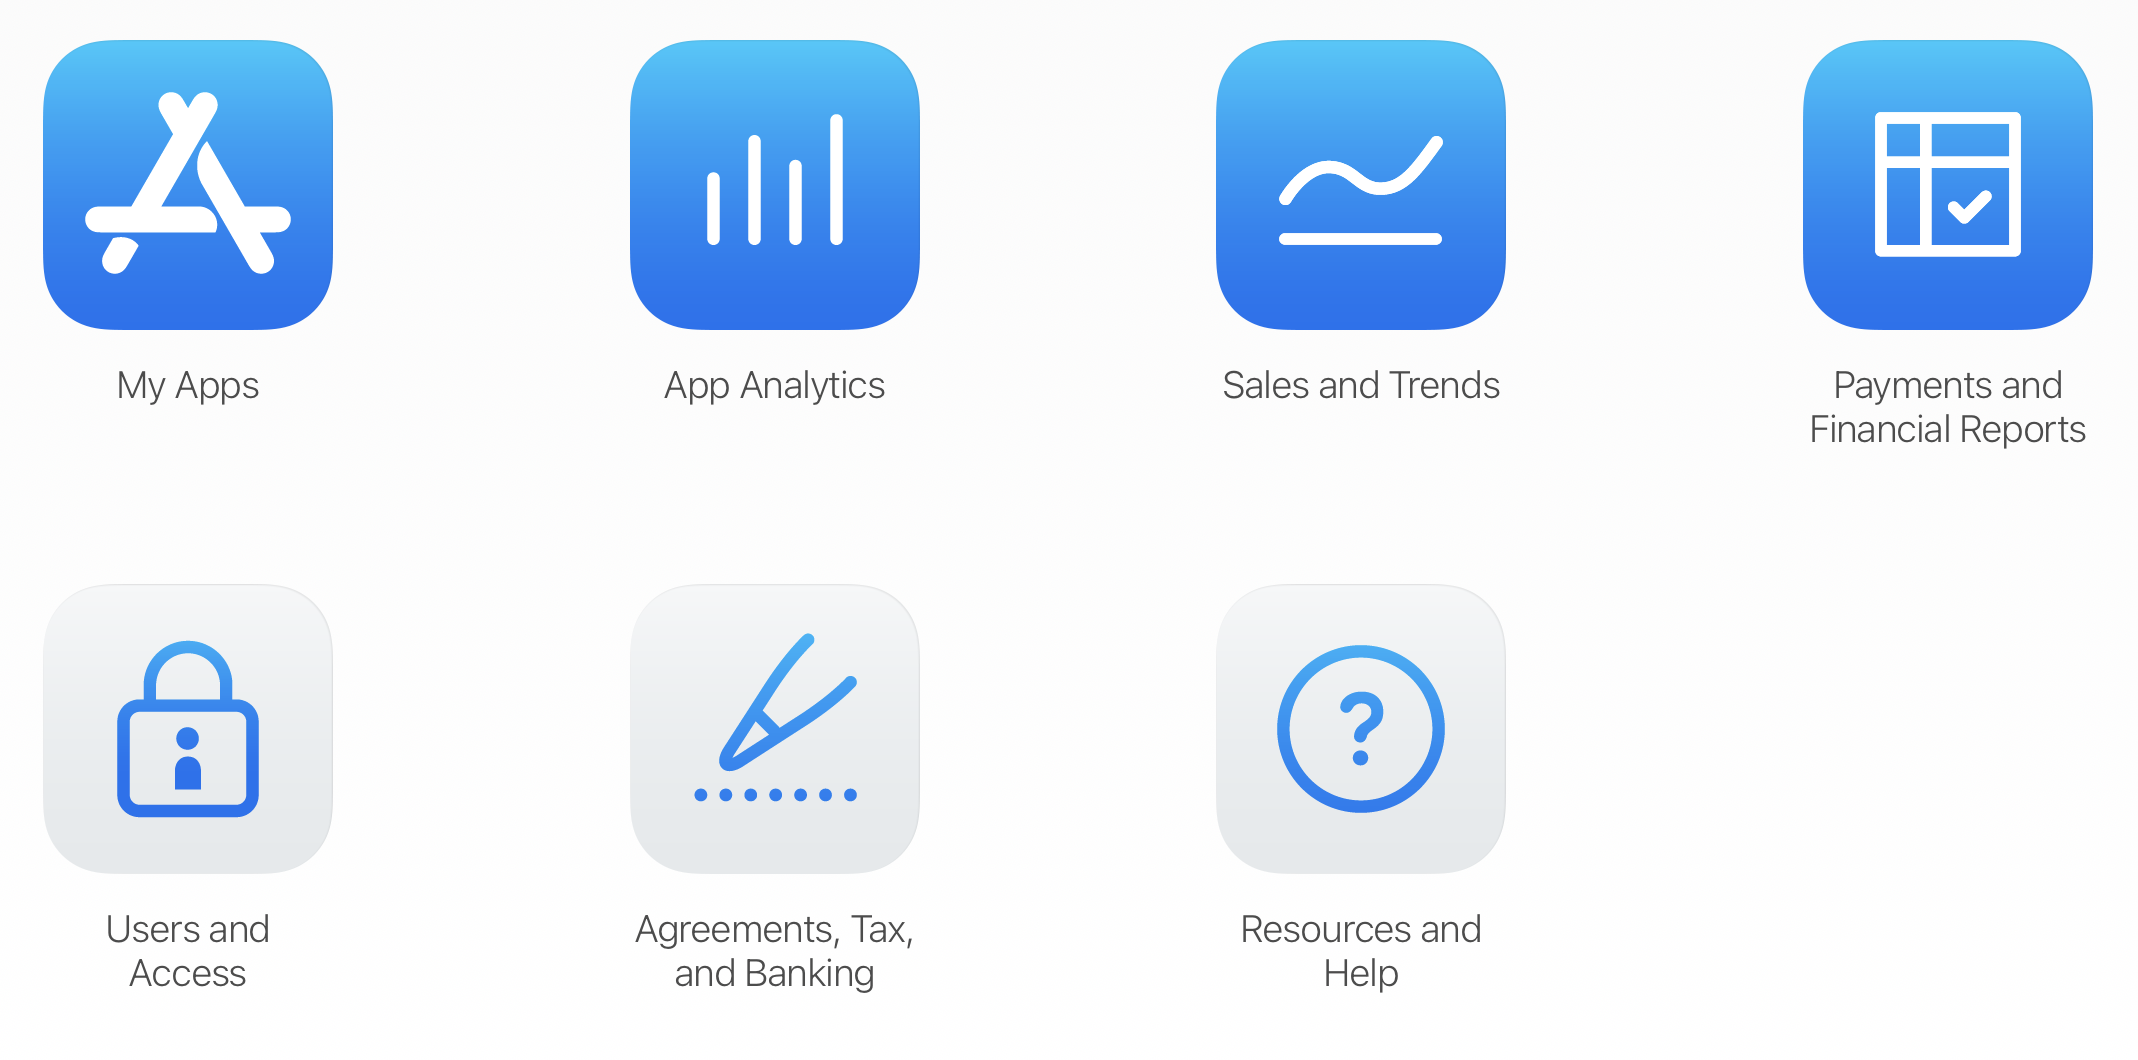 My Apps
App Analytics
Sales and Trends
Payments and
Financial Reports
Users and
Access
Agreements, Tax,
and Banking
Resources and
Help